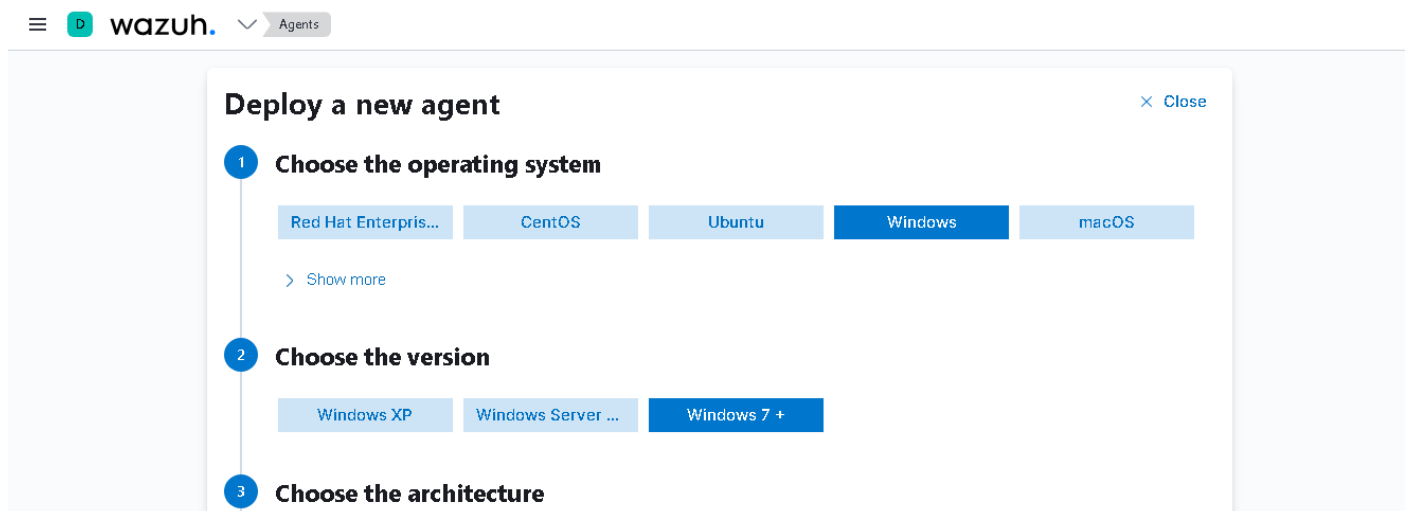 D wazuh. Agents
Deploy a new agent
× Close
1 Choose the operating system
Red Hat Enterpris... CentOS Ubuntu Windows macOS
Show more
2 Choose the version
Windows XP Windows Server ... Windows 7 +
3 Choose the architecture